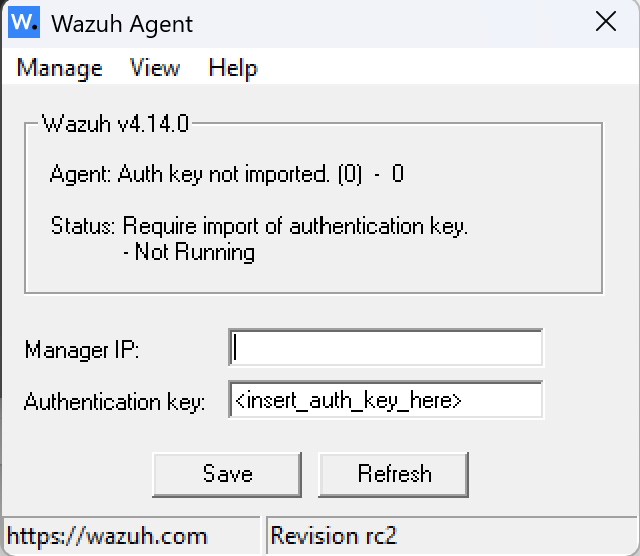 W. Wazuh Agent
Manage View Help
Wazuh v4.14.0
Agent: Auth key not imported. (0) - 0
Status: Require import of authentication key.
- Not Running
Manager IP:
Authentication key: <insert_auth_key_here>
Save Refresh
https://wazuh.com Revision rc2